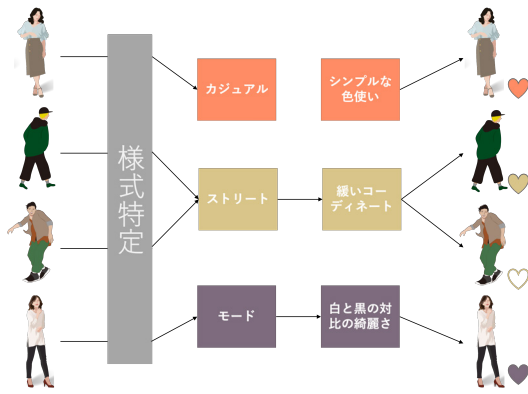 様式特定
カジュアル
シンプルな
色使い
ストリート
緩いコー
ディネート
モード
白と黒の対
比の綺麗さ